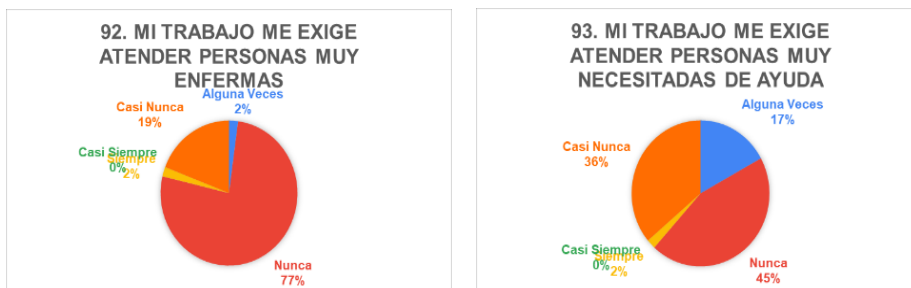 92. MI TRABAJO ME EXIGE
ATENDER PERSONAS MUY
ENFERMAS
Alguna Veces
2%
Casi Nunca
19%
Casi Siempre
0%
Siempre
2%
Nunca
77%
93. MI TRABAJO ME EXIGE
ATENDER PERSONAS MUY
NECESITADAS DE AYUDA
Alguna Veces
17%
Casi Nunca
36%
Casi Siempre
0%
Siempre
2%
Nunca
45%